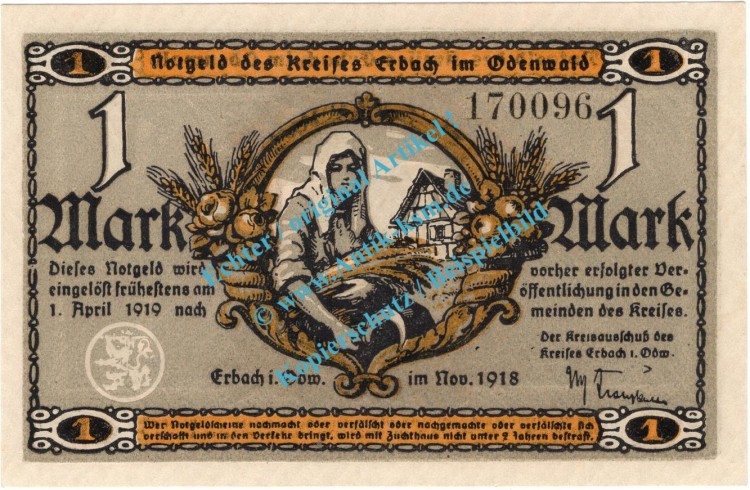 1 Notgeld des Kreises Erbach im Odenwald 1
170096
1 Mark
1 Mark
Dieses Notgeld wird
eingelöst frühestens am
1. April 1919 nach
vorher erfolgter Ver-
öffentlichung in den Ge-
meinden des Kreises.
Der Kreisausschuß des
Kreises Erbach i. Odw.
Erbach i. Odw. im Nov. 1918
1 Wer Notgeldscheine nachmacht oder verfälscht oder nachgemachte oder verfälschte sich 1
verschafft und in den Verkehr bringt, wird mit Zuchthaus nicht unter 2 Jahren bestraft.
Echter / original Artikel!
© www.Antik4um.de
Kopierschutz / Beispielbild